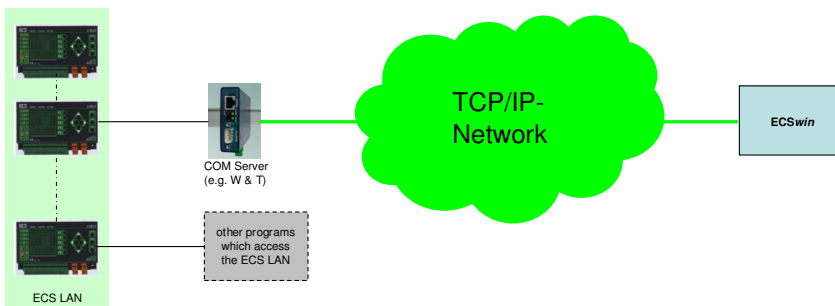 TCP/IP-
Network
ECSwin
COM Server
(e.g. W & T)
other programs
which access
the ECS LAN
ECS LAN